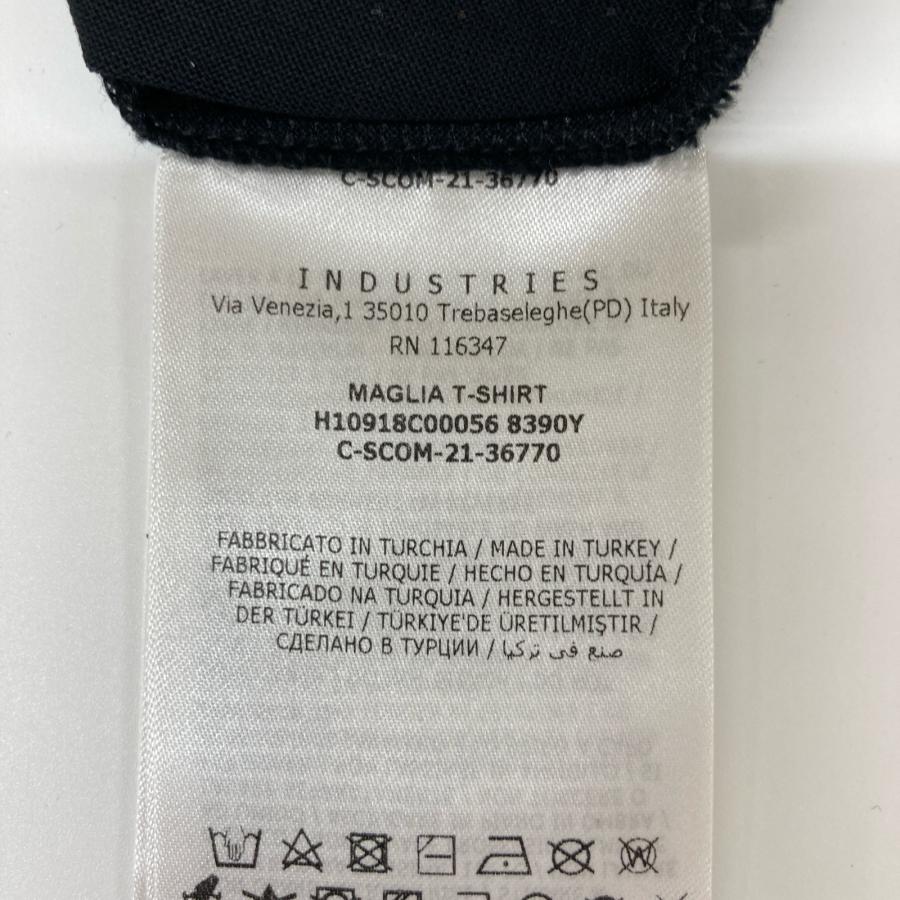 C-SCOM-21-36770
INDUSTRIES
Via Venezia,1 35010 Trebaseleghe(PD) Italy
RN 116347
MAGLIA T-SHIRT
H10918C00056 8390Y
C-SCOM-21-36770
FABBRICATO IN TURCHIA / MADE IN TURKEY /
FABRIQUÉ EN TURQUIE / HECHO EN TURQUÍA /
FABRICADO NA TURQUIA / HERGESTELLT IN
DER TÜRKEI / TÜRKIYE'DE ÜRETILMIŞTIR /
СДЕЛАНО В ТУРЦИИ / صنع في تركيا